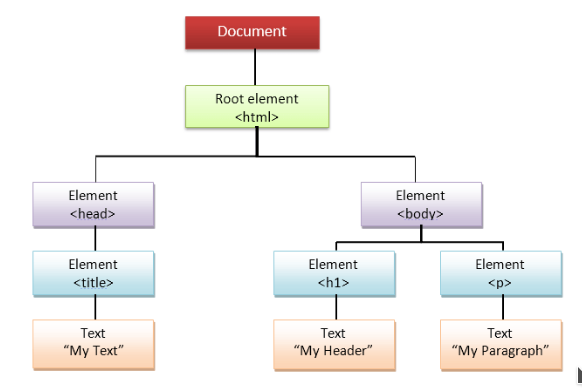 Document
Root element
<html>
Element
<head>
Element
<body>
Element
<title>
Element
<h1>
Element
<p>
Text
“My Text”
Text
“My Header”
Text
“My Paragraph”